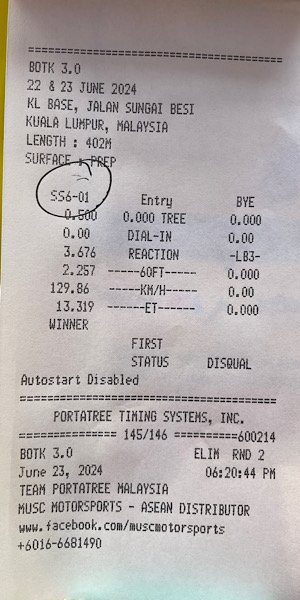 ==========================================
BOTK 3.0
22 & 23 JUNE 2024
KL BASE, JALAN SUNGAI BESI
KUALA LUMPUR, MALAYSIA
LENGTH : 402M
SURFACE : PREP
SS6-01 Entry BYE
0.500 0.000 TREE 0.000
0.00 DIAL-IN 0.00
3.676 REACTION -LB3-
2.257 ------60FT------ 0.000
129.86 ------KM/H------ 0.00
13.319 -------ET------- 0.000
WINNER
FIRST
STATUS DISQUAL
Autostart Disabled
==========================================
PORTATREE TIMING SYSTEMS, INC.
================ 145/146 ==========600214
BOTK 3.0 ELIM RND 2
June 23, 2024 06:20:44 PM
TEAM PORTATREE MALAYSIA
MUSC MOTORSPORTS - ASEAN DISTRIBUTOR
www.facebook.com/muscmotorsports
+6016-6681490